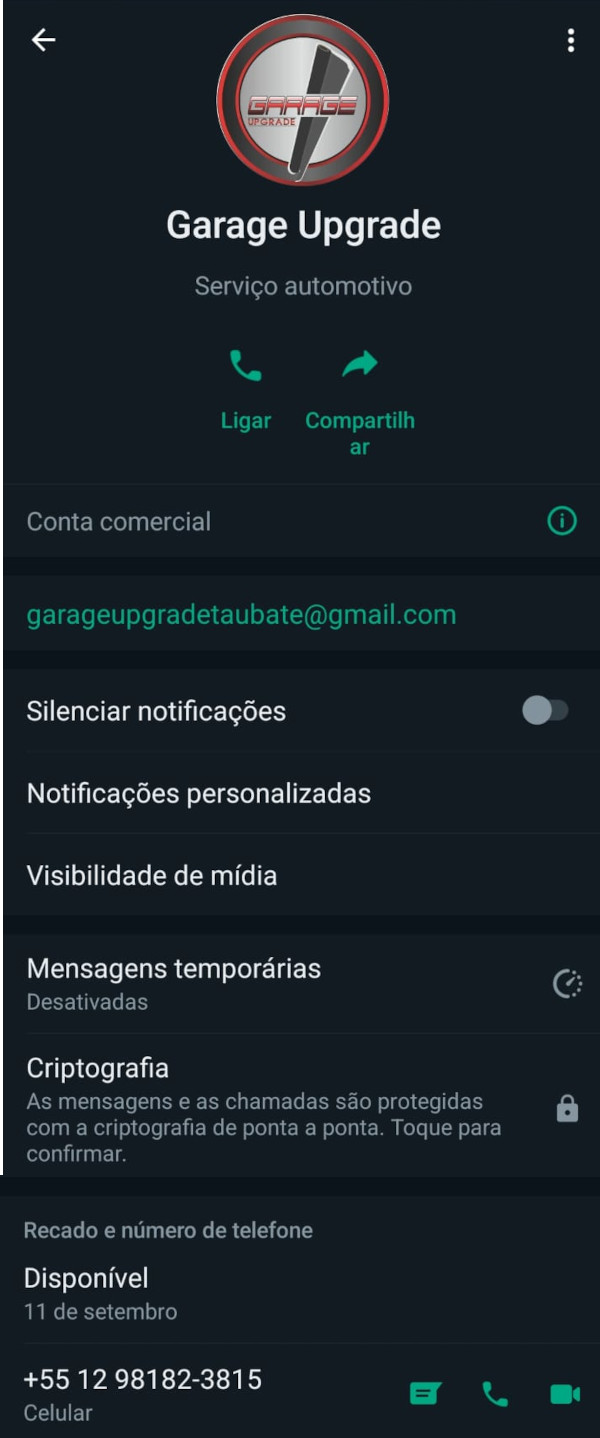 GARAGE
UPGRADE
Garage Upgrade
Serviço automotivo
Ligar
Compartilh
ar
Conta comercial
garageupgradetaubate@gmail.com
Silenciar notificações
Notificações personalizadas
Visibilidade de mídia
Mensagens temporárias
Desativadas
Criptografia
As mensagens e as chamadas são protegidas
com a criptografia de ponta a ponta. Toque para
confirmar.
Recado e número de telefone
Disponível
11 de setembro
+55 12 98182-3815
Celular